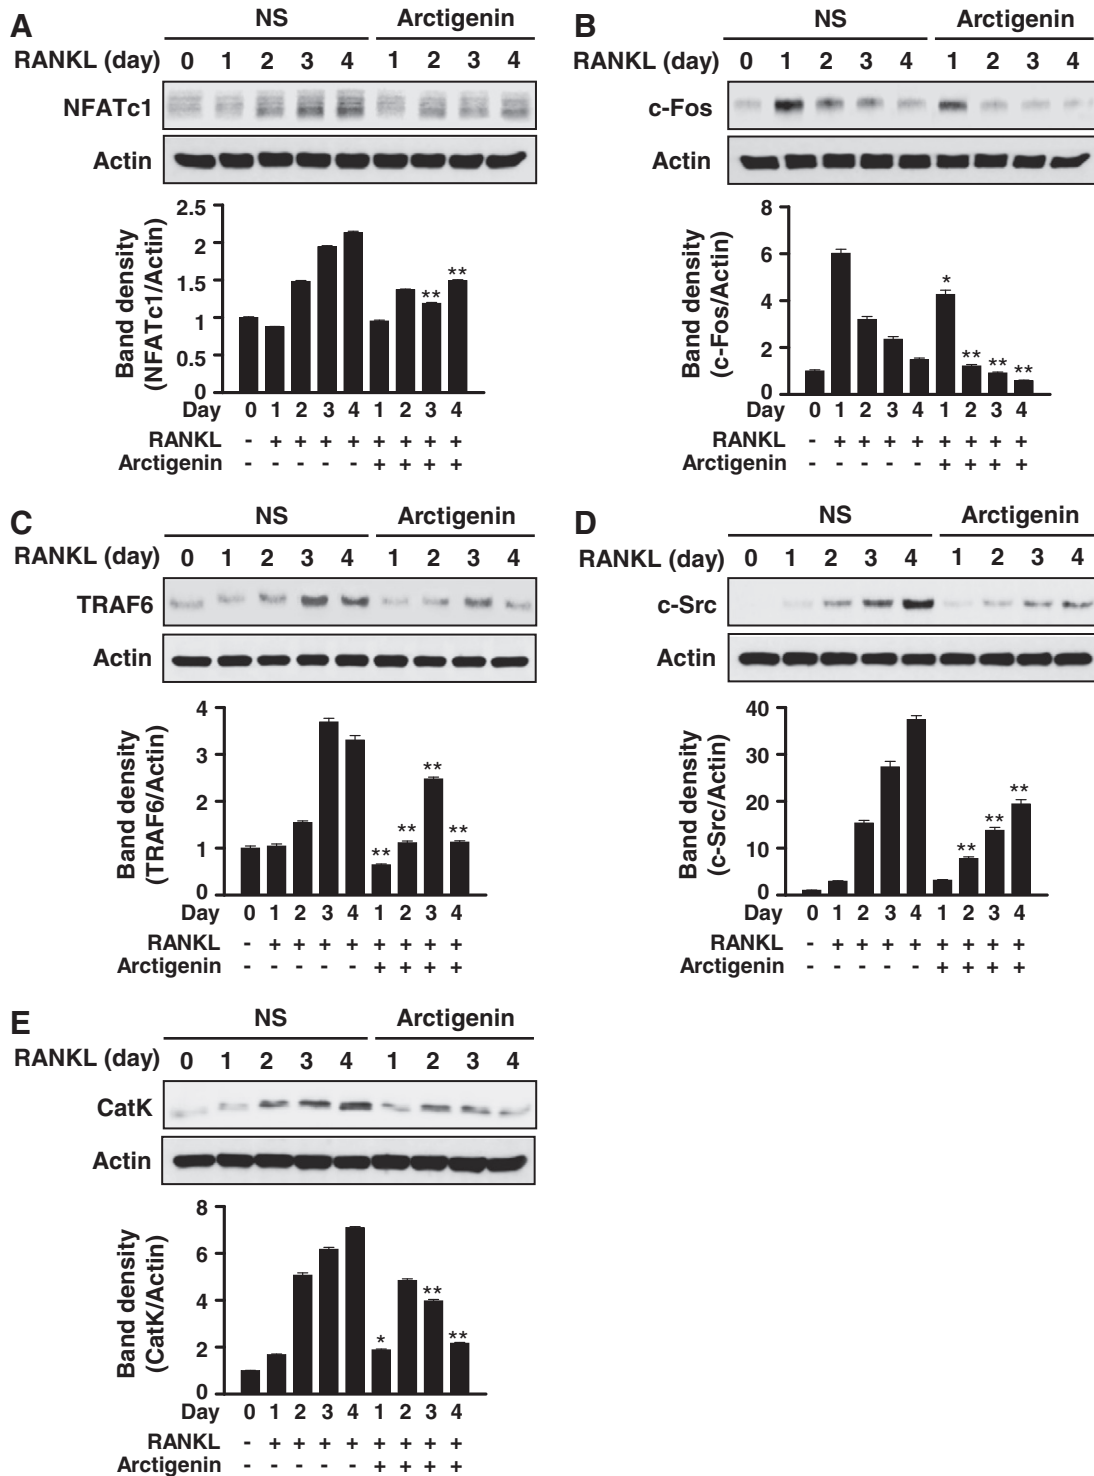 A
NS Arctigenin
RANKL (day) 0 1 2 3 4 1 2 3 4
NFATc1
Actin
Band density
(NFATc1/Actin)
2.5
2
1.5
1
0.5
0
** **
Day 0 1 2 3 4 1 2 3 4
RANKL - + + + + + + + +
Arctigenin - - - - - + + + +
B
NS Arctigenin
RANKL (day) 0 1 2 3 4 1 2 3 4
c-Fos
Actin
Band density
(c-Fos/Actin)
8
6
4
2
0
* ** ** **
Day 0 1 2 3 4 1 2 3 4
RANKL - + + + + + + + +
Arctigenin - - - - - + + + +
C
NS Arctigenin
RANKL (day) 0 1 2 3 4 1 2 3 4
TRAF6
Actin
Band density
(TRAF6/Actin)
4
3
2
1
0
** ** ** **
Day 0 1 2 3 4 1 2 3 4
RANKL - + + + + + + + +
Arctigenin - - - - - + + + +
D
NS Arctigenin
RANKL (day) 0 1 2 3 4 1 2 3 4
c-Src
Actin
Band density
(c-Src/Actin)
40
30
20
10
0
** ** **
Day 0 1 2 3 4 1 2 3 4
RANKL - + + + + + + + +
Arctigenin - - - - - + + + +
E
NS Arctigenin
RANKL (day) 0 1 2 3 4 1 2 3 4
CatK
Actin
Band density
(CatK/Actin)
8
6
4
2
0
* ** **
Day 0 1 2 3 4 1 2 3 4
RANKL - + + + + + + + +
Arctigenin - - - - - + + + +